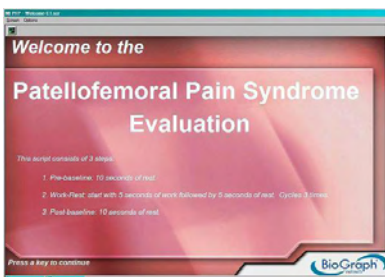 Screen Options
Welcome to the
Patellofemoral Pain Syndrome
Evaluation
This script consists of 3 steps:
1. Pre-baseline: 10 seconds of rest.
2. Work-Rest: start with 5 seconds of work followed by 5 seconds of rest. Cycles 3 times.
3. Post-baseline: 10 seconds of rest.
Press a key to continue
BioGraph